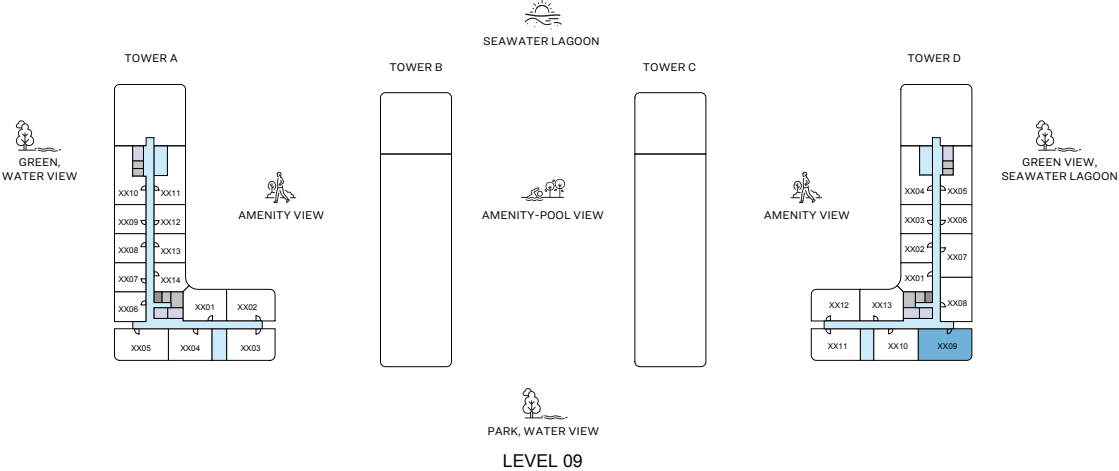 SEAWATER LAGOON
TOWER A
TOWER B
TOWER C
TOWER D
GREEN,
WATER VIEW
AMENITY VIEW
AMENITY-POOL VIEW
AMENITY VIEW
GREEN VIEW,
SEAWATER LAGOON
XX10 XX11
XX09 XX12
XX08 XX13
XX07 XX14
XX06 XX01 XX02
XX05 XX04 XX03
XX04 XX05
XX03 XX06
XX02 XX07
XX01
XX12 XX13 XX08
XX11 XX10 XX09
PARK, WATER VIEW
LEVEL 09